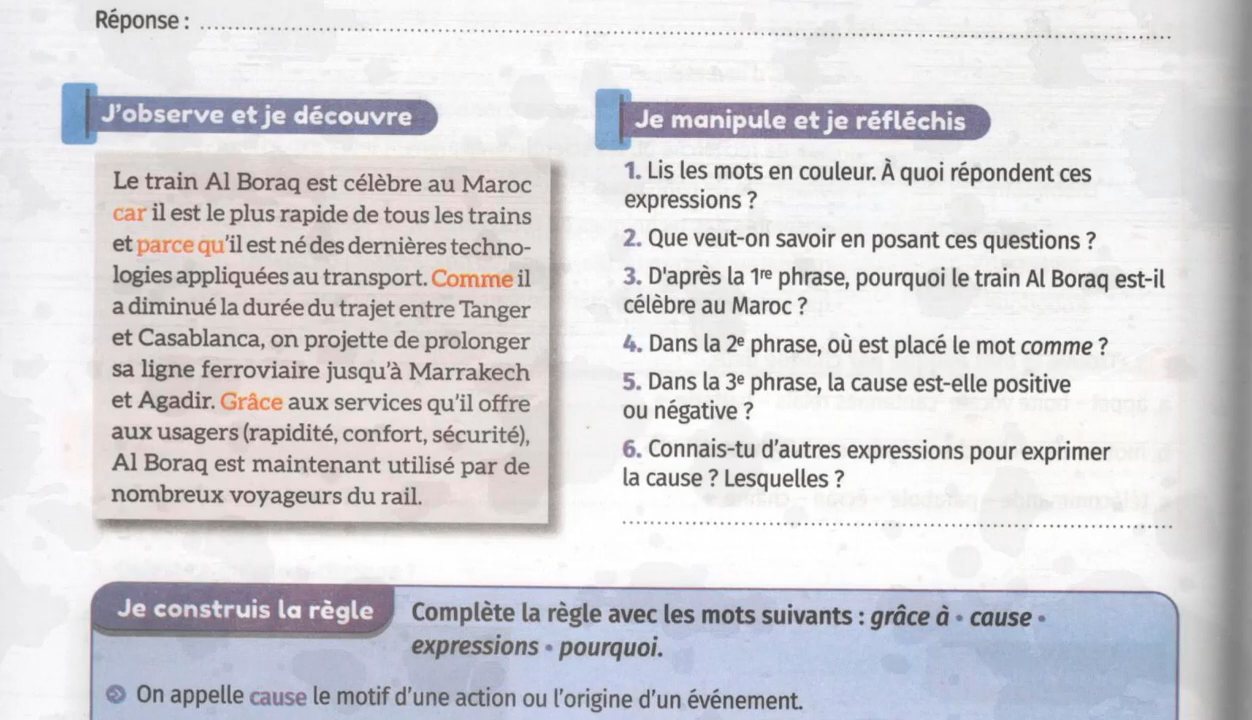 Réponse :
J'observe et je découvre
Le train Al Boraq est célèbre au Maroc
car il est le plus rapide de tous les trains
et parce qu'il est né des dernières techno-
logies appliquées au transport. Comme il
a diminué la durée du trajet entre Tanger
et Casablanca, on projette de prolonger
sa ligne ferroviaire jusqu'à Marrakech
et Agadir. Grâce aux services qu'il offre
aux usagers (rapidité, confort, sécurité),
Al Boraq est maintenant utilisé par de
nombreux voyageurs du rail.
Je manipule et je réfléchis
1. Lis les mots en couleur. À quoi répondent ces
expressions ?
2. Que veut-on savoir en posant ces questions ?
3. D'après la 1re phrase, pourquoi le train Al Boraq est-il
célèbre au Maroc ?
4. Dans la 2e phrase, où est placé le mot comme ?
5. Dans la 3e phrase, la cause est-elle positive
ou négative ?
6. Connais-tu d'autres expressions pour exprimer
la cause ? Lesquelles ?
Je construis la règle
Complète la règle avec les mots suivants : grâce à • cause •
expressions • pourquoi.
On appelle cause le motif d'une action ou l'origine d'un événement.